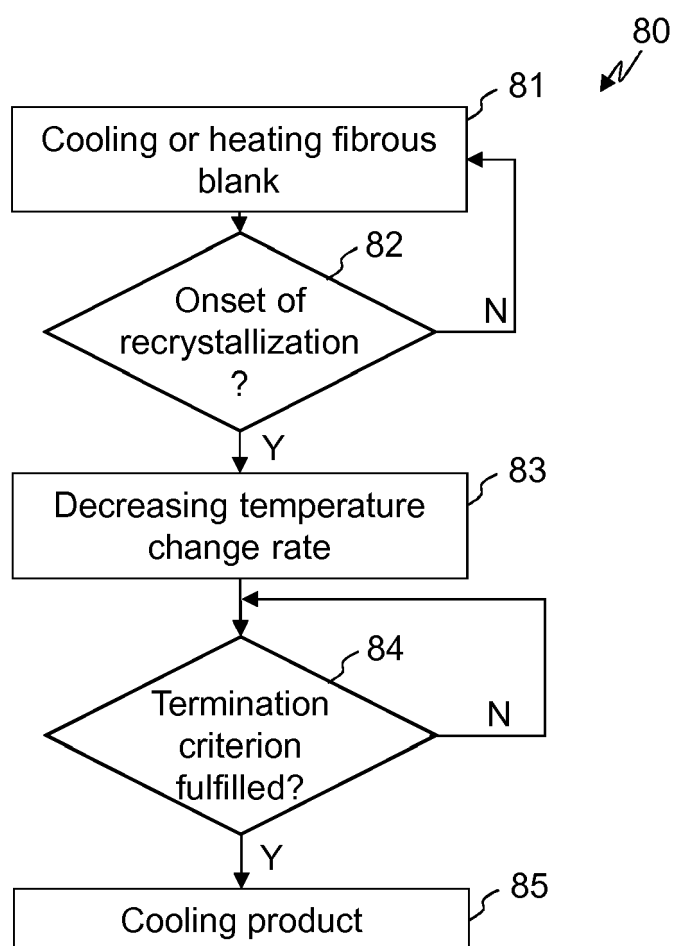 80
81
Cooling or heating fibrous
blank
82
Onset of
recrystallization
?
N
Y
83
Decreasing temperature
change rate
84
Termination
criterion
fulfilled?
N
Y
85
Cooling product